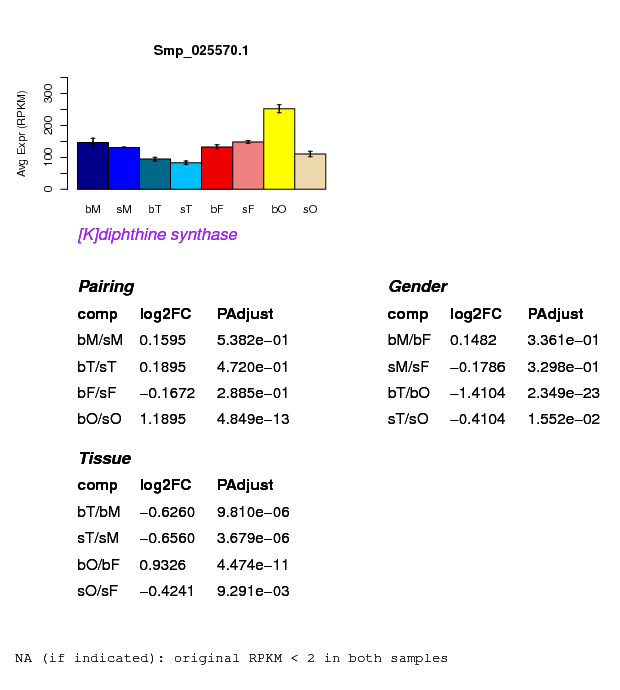 Smp_025570.1
Avg Expr (RPKM)
0 100 200 300
bM sM bT sT bF sF bO sO
[K]diphthine synthase
Pairing
comp log2FC PAdjust
bM/sM 0.1595 5.382e−01
bT/sT 0.1895 4.720e−01
bF/sF −0.1672 2.885e−01
bO/sO 1.1895 4.849e−13
Gender
comp log2FC PAdjust
bM/bF 0.1482 3.361e−01
sM/sF −0.1786 3.298e−01
bT/bO −1.4104 2.349e−23
sT/sO −0.4104 1.552e−02
Tissue
comp log2FC PAdjust
bT/bM −0.6260 9.810e−06
sT/sM −0.6560 3.679e−06
bO/bF 0.9326 4.474e−11
sO/sF −0.4241 9.291e−03
NA (if indicated): original RPKM < 2 in both samples